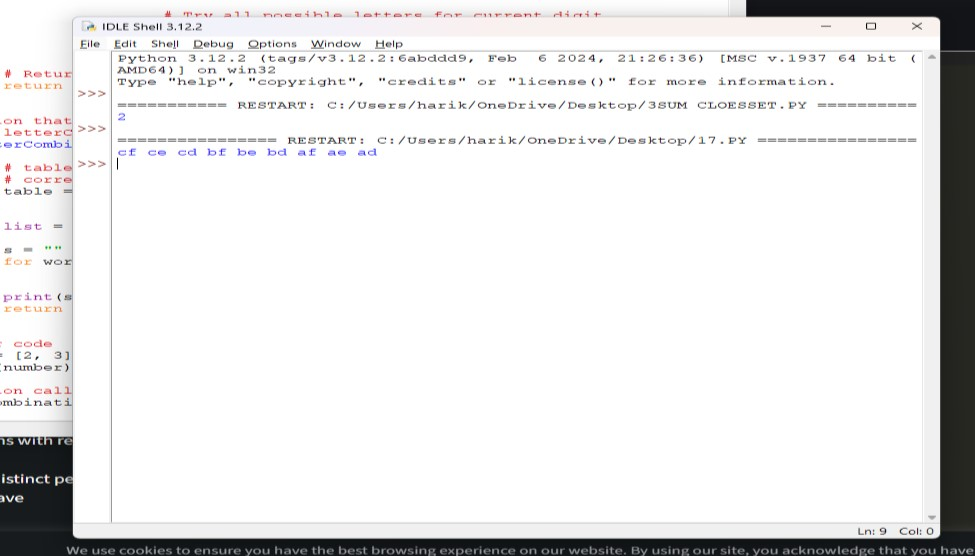 # Try all possible letters for current digit
IDLE Shell 3.12.2
File Edit Shell Debug Options Window Help
Python 3.12.2 (tags/v3.12.2:6abddd9, Feb 6 2024, 21:26:36) [MSC v.1937 64 bit (
AMD64)] on win32
Type "help", "copyright", "credits" or "license()" for more information.
>>>
=========== RESTART: C:/Users/harik/OneDrive/Desktop/3SUM CLOESSET.PY ==========
2
>>>
================ RESTART: C:/Users/harik/OneDrive/Desktop/17.PY ================
cf ce cd bf be bd af ae ad
>>>
# Retur
return
on that
letterC
terCombi
# table
# corre
table =
list =
s = ""
for wor
print(s
return
code
= [2, 3]
(number)
on call
ombinati
ns with re
istinct pe
ave
Ln: 9 Col: 0
We use cookies to ensure you have the best browsing experience on our website. By using our site, you acknowledge that you have